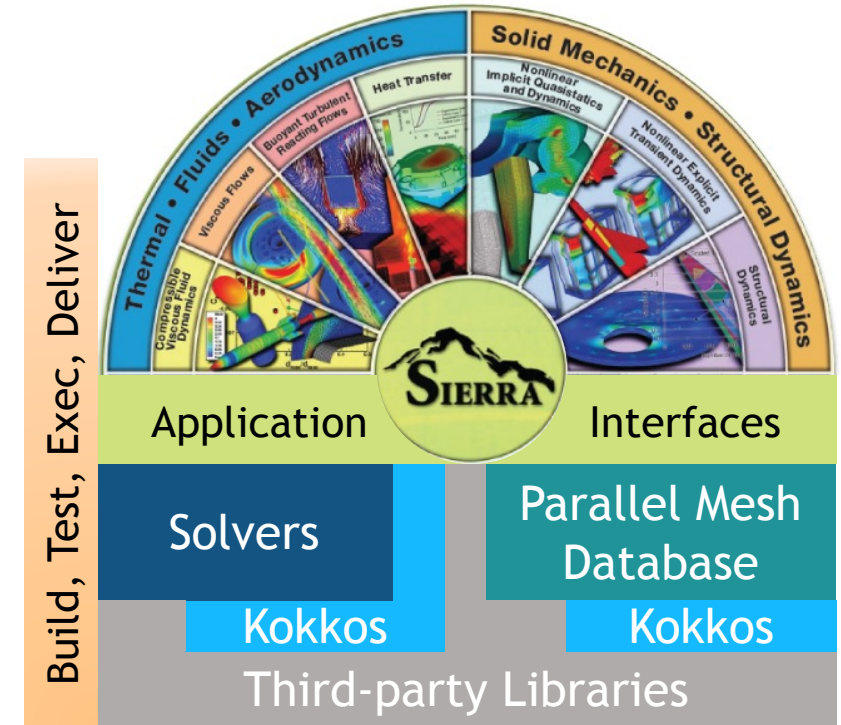 Thermal • Fluids • Aerodynamics
Solid Mechanics • Structural Dynamics
Compressible
Viscous Fluid
Dynamics
Viscous Flows
Buoyant Turbulent
Reacting Flows
Heat Transfer
Nonlinear
Implicit Quasistatics
and Dynamics
Nonlinear Explicit
Transient Dynamics
Structural
Dynamics
SIERRA
Application
Interfaces
Build, Test, Exec, Deliver
Solvers
Parallel Mesh
Database
Kokkos
Kokkos
Third-party Libraries